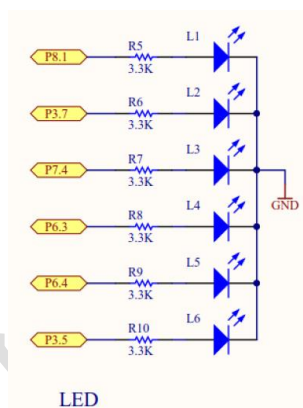 L1
P8.1 R5
3.3K
L2
P3.7 R6
3.3K
L3
P7.4 R7
3.3K
GND
L4
P6.3 R8
3.3K
L5
P6.4 R9
3.3K
L6
P3.5 R10
3.3K
LED